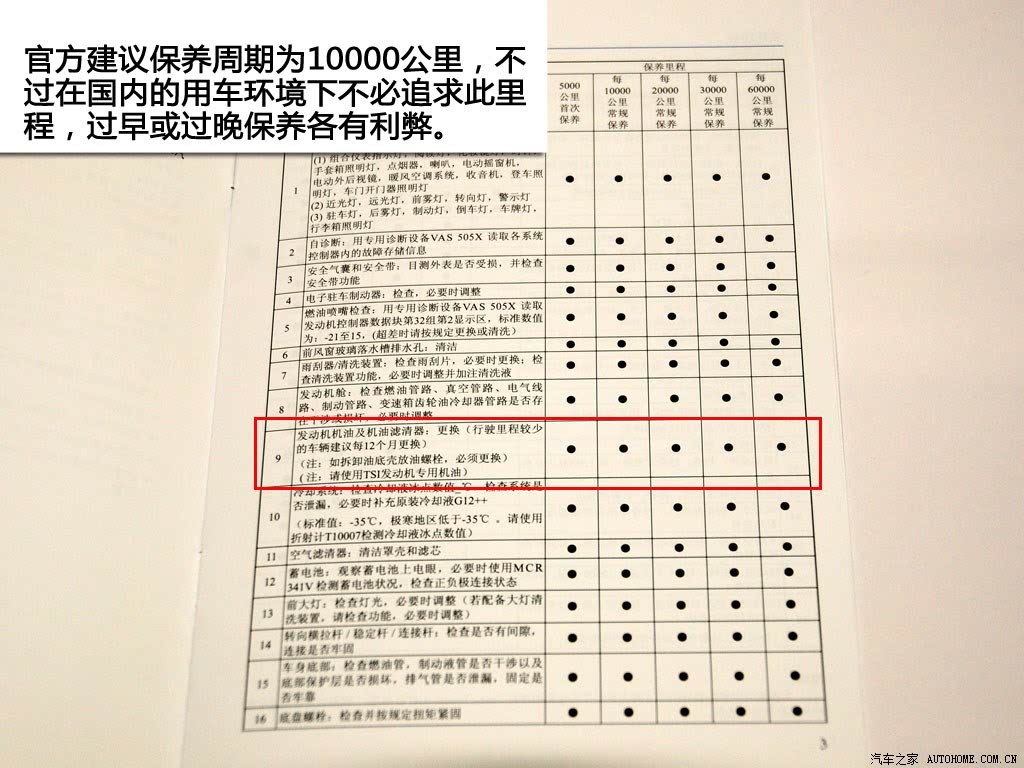 官方建议保养周期为10000公里，不
过在国内的用车环境下不必追求此里
程，过早或过晚保养各有利弊。
保养里程
5000
公里
首次
保养
每
10000
公里
常规
保养
每
20000
公里
常规
保养
每
30000
公里
常规
保养
每
60000
公里
常规
保养
1
手套箱照明灯，点烟器，喇叭，电动摇窗机，
电动外后视镜，暖风空调系统，收音机，登车照
明灯，车门开门器照明灯
(2) 近光灯，远光灯，前雾灯，转向灯，警示灯
(3) 驻车灯，后雾灯，制动灯，倒车灯，车牌灯，
行李箱照明灯
2
自诊断：用专用诊断设备VAS 505X 读取各系统
控制器内的故障存储信息
3
安全气囊和安全带：目测外表是否受损，并检查
安全带功能
4
电子驻车制动器：检查，必要时调整
5
燃油喷嘴检查：用专用诊断设备VAS 505X 读取
发动机控制器数据块第32组第2显示区，标准数值
为：-21至15，(超差时请按规定更换或清洗）
6
前风窗玻璃落水槽排水孔：清洁
7
雨刮器/清洗装置：检查雨刮片，必要时更换；检
查清洗装置功能，必要时调整并加注清洗液
8
发动机舱：检查燃油管路、真空管路、电气线
路、制动管路、变速箱齿轮油冷却器管路是否存
在干涉或损坏，必要时调整
9
发动机机油及机油滤清器：更换（行驶里程较少
的车辆建议每12个月更换）
（注：如拆卸油底壳放油螺栓，必须更换）
（注：请使用TSI发动机专用机油）
10
冷却系统：检查冷却液冰点数值_℃，检查系统是
否泄漏，必要时补充原装冷却液G12++
（标准值：-35℃，极寒地区低于-35℃ 。请使用
折射计T10007检测冷却液冰点数值）
11
空气滤清器：清洁罩壳和滤芯
12
蓄电池：观察蓄电池上电眼，必要时使用MCR
341V 检测蓄电池状况，检查正负极连接状态
13
前大灯：检查灯光，必要时调整（若配备大灯清
洗装置，请检查功能，必要时调整）
14
转向横拉杆 / 稳定杆 / 连接杆：检查是否有间隙，
连接是否牢固
15
车身底部：检查燃油管，制动液管是否干涉以及
底部保护层是否损坏，排气管是否泄漏，固定是
否牢靠
16
底盘螺栓：检查并按规定扭矩紧固
3
汽车之家 AUTOHOME.COM.CN